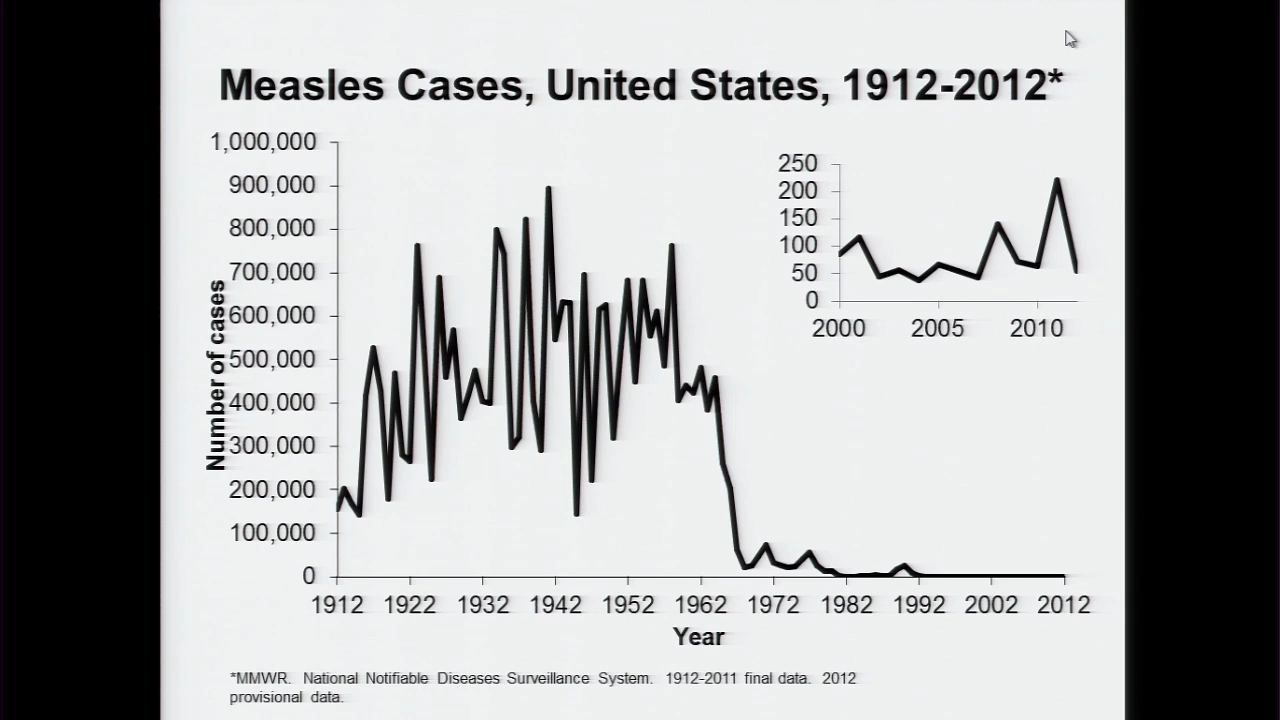 Measles Cases, United States, 1912-2012*
1,000,000
900,000
800,000
700,000
600,000
500,000
400,000
300,000
200,000
100,000
0
Number of cases
1912 1922 1932 1942 1952 1962 1972 1982 1992 2002 2012
Year
250
200
150
100
50
0
2000 2005 2010
*MMWR. National Notifiable Diseases Surveillance System. 1912-2011 final data. 2012
provisional data.